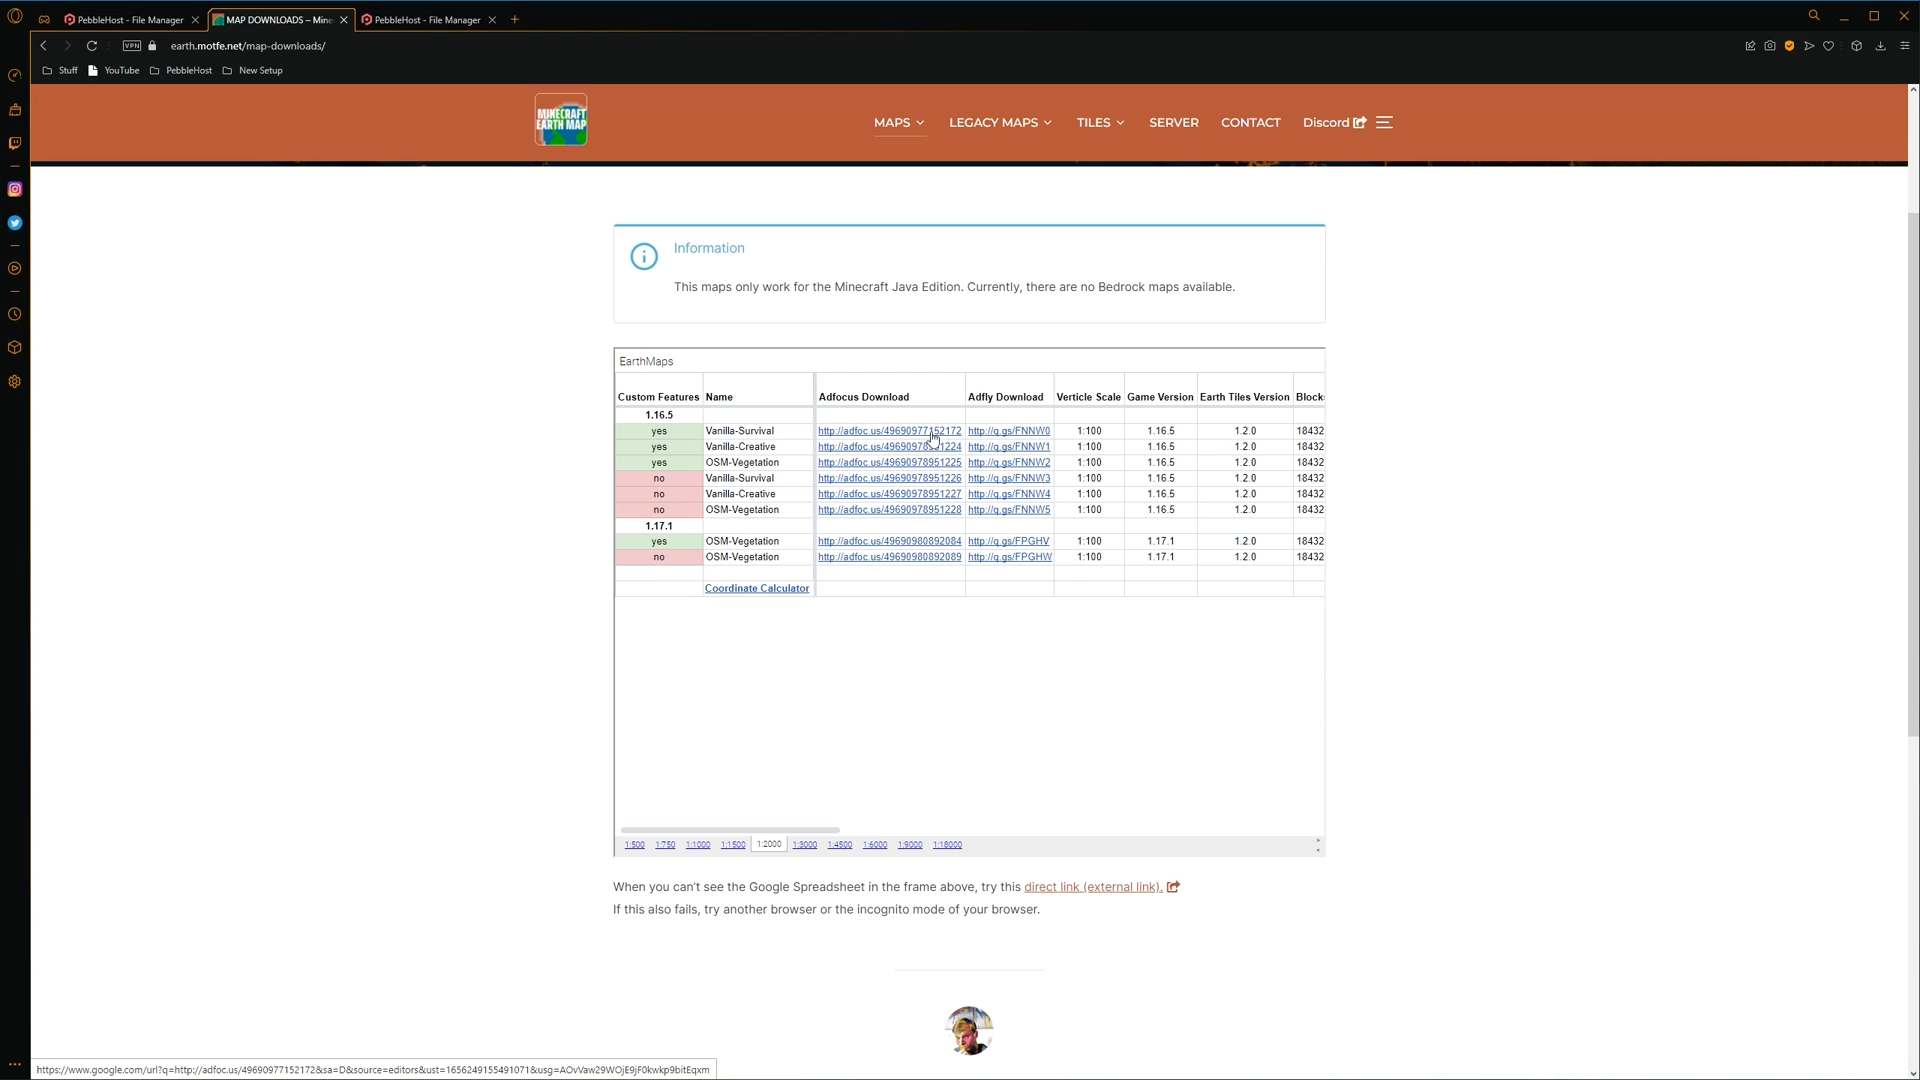 PebbleHost - File Manager
MAP DOWNLOADS – Mine
PebbleHost - File Manager
VPN
earth.motfe.net/map-downloads/
Stuff YouTube PebbleHost New Setup
MINECRAFT
EARTH MAP
MAPS LEGACY MAPS TILES SERVER CONTACT Discord
Information
This maps only work for the Minecraft Java Edition. Currently, there are no Bedrock maps available.
EarthMaps
Custom Features Name Adfocus Download Adfly Download Verticle Scale Game Version Earth Tiles Version Blocks
1.16.5
yes Vanilla-Survival http://adfoc.us/49690977152172 http://q.gs/FNNW0 1:100 1.16.5 1.2.0 18432
yes Vanilla-Creative http://adfoc.us/49690978951224 http://q.gs/FNNW1 1:100 1.16.5 1.2.0 18432
yes OSM-Vegetation http://adfoc.us/49690978951225 http://q.gs/FNNW2 1:100 1.16.5 1.2.0 18432
no Vanilla-Survival http://adfoc.us/49690978951226 http://q.gs/FNNW3 1:100 1.16.5 1.2.0 18432
no Vanilla-Creative http://adfoc.us/49690978951227 http://q.gs/FNNW4 1:100 1.16.5 1.2.0 18432
no OSM-Vegetation http://adfoc.us/49690978951228 http://q.gs/FNNW5 1:100 1.16.5 1.2.0 18432
1.17.1
yes OSM-Vegetation http://adfoc.us/49690980892084 http://q.gs/FPGHV 1:100 1.17.1 1.2.0 18432
no OSM-Vegetation http://adfoc.us/49690980892089 http://q.gs/FPGHW 1:100 1.17.1 1.2.0 18432
Coordinate Calculator
1:500 1:750 1:1000 1:1500 1:2000 1:3000 1:4500 1:6000 1:9000 1:18000
When you can't see the Google Spreadsheet in the frame above, try this direct link (external link).
If this also fails, try another browser or the incognito mode of your browser.
https://www.google.com/url?q=http://adfoc.us/49690977152172&sa=D&source=editors&ust=1656249155491071&usg=AOvVaw29WOjE9jF0kwkp9bitEqxm